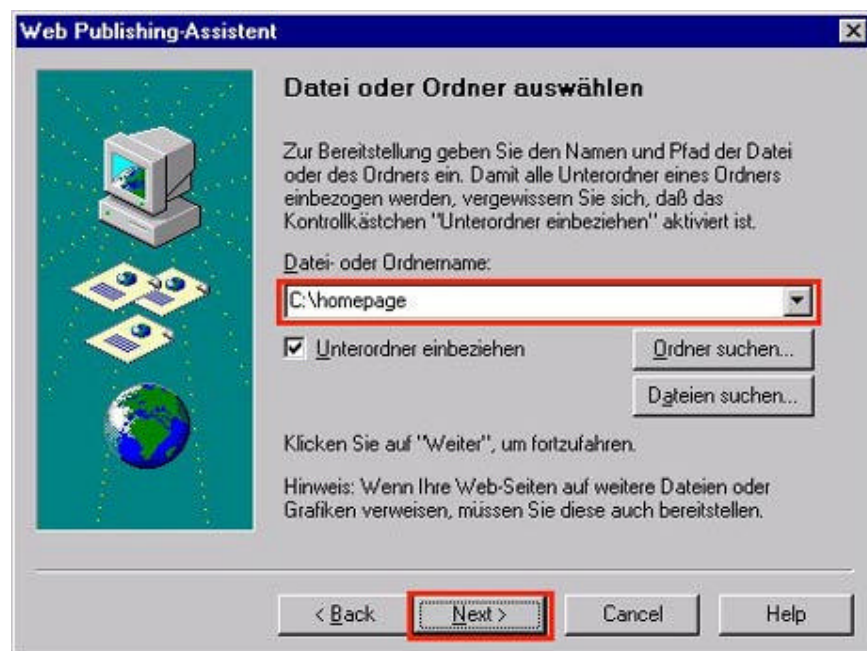 Web Publishing-Assistent
Datei oder Ordner auswählen
Zur Bereitstellung geben Sie den Namen und Pfad der Datei
oder des Ordners ein. Damit alle Unterordner eines Ordners
einbezogen werden, vergewissern Sie sich, daß das
Kontrollkästchen "Unterordner einbeziehen" aktiviert ist.
Datei- oder Ordnername:
C:\homepage
Unterordner einbeziehen
Ordner suchen...
Dateien suchen...
Klicken Sie auf "Weiter", um fortzufahren.
Hinweis: Wenn Ihre Web-Seiten auf weitere Dateien oder
Grafiken verweisen, müssen Sie diese auch bereitstellen.
< Back Next > Cancel Help